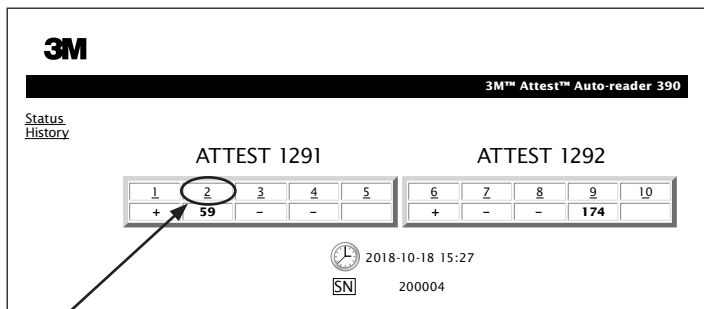 3M
3M™ Attest™ Auto-reader 390
Status
History
ATTEST 1291 ATTEST 1292
1 2 3 4 5 6 7 8 9 10
+ 59 – – + – – 174
2018-10-18 15:27
SN 200004